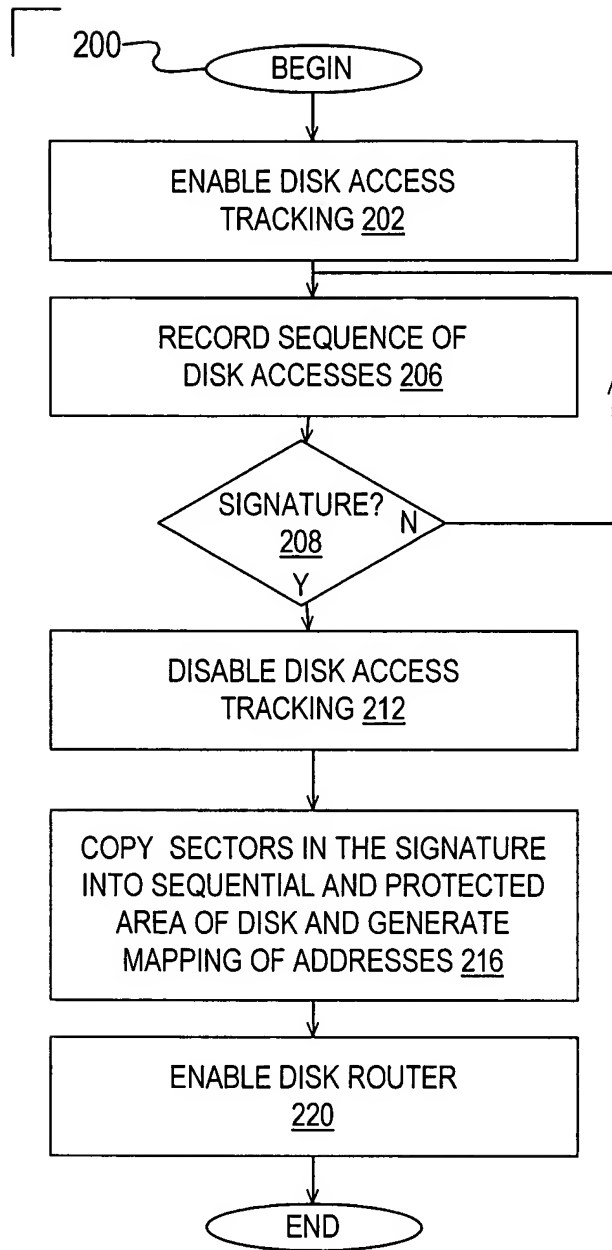 200
BEGIN
ENABLE DISK ACCESS
TRACKING 202
RECORD SEQUENCE OF
DISK ACCESSES 206
SIGNATURE?
208
N
Y
DISABLE DISK ACCESS
TRACKING 212
COPY SECTORS IN THE SIGNATURE
INTO SEQUENTIAL AND PROTECTED
AREA OF DISK AND GENERATE
MAPPING OF ADDRESSES 216
ENABLE DISK ROUTER
220
END